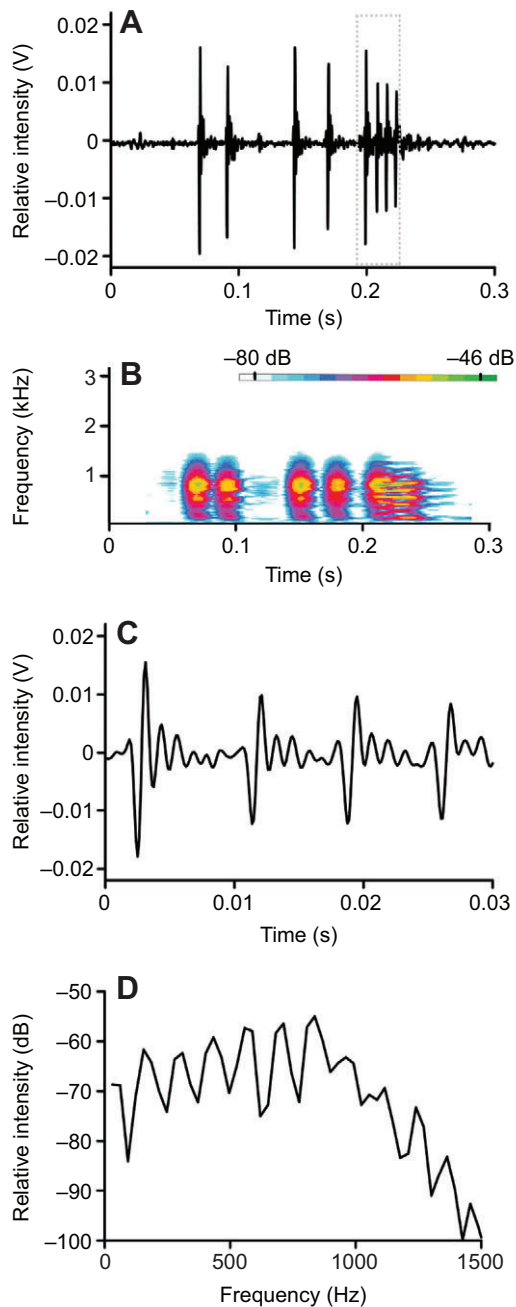 A
Relative intensity (V)
0.02
0.01
0
–0.01
–0.02
0 0.1 0.2 0.3
Time (s)
B
–80 dB –46 dB
Frequency (kHz)
3
2
1
0 0.1 0.2 0.3
Time (s)
C
Relative intensity (V)
0.02
0.01
0
–0.01
–0.02
0 0.01 0.02 0.03
Time (s)
D
Relative intensity (dB)
–50
–60
–70
–80
–90
–100
0 500 1000 1500
Frequency (Hz)